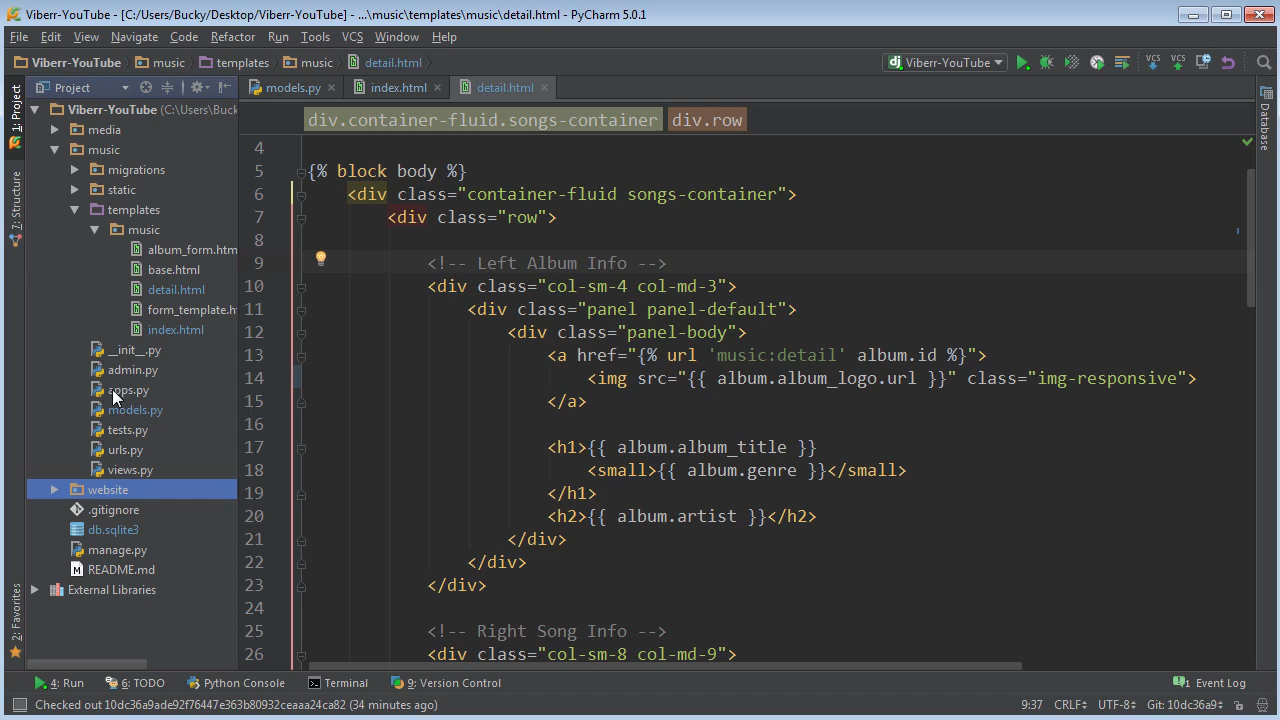 Viberr-YouTube - [C:/Users/Bucky/Desktop/Viberr-YouTube] - ...\music\templates\music\detail.html - PyCharm 5.0.1
File Edit View Navigate Code Refactor Run Tools VCS Window Help
Viberr-YouTube music templates music detail.html Viberr-YouTube VCS VCS
Project models.py index.html detail.html
1: Project
7: Structure
2: Favorites
Database
Viberr-YouTube (C:\Users\Buck
media
music
migrations
static
templates
music
album_form.htm
base.html
detail.html
form_template.h
index.html
__init__.py
admin.py
apps.py
models.py
tests.py
urls.py
views.py
website
.gitignore
db.sqlite3
manage.py
README.md
External Libraries
div.container-fluid.songs-container div.row
4
5 {% block body %}
6 <div class="container-fluid songs-container">
7 <div class="row">
8
9 <!-- Left Album Info -->
10 <div class="col-sm-4 col-md-3">
11 <div class="panel panel-default">
12 <div class="panel-body">
13 <a href="{% url 'music:detail' album.id %}">
14 <img src="{{ album.album_logo.url }}" class="img-responsive">
15 </a>
16
17 <h1>{{ album.album_title }}
18 <small>{{ album.genre }}</small>
19 </h1>
20 <h2>{{ album.artist }}</h2>
21 </div>
22 </div>
23 </div>
24
25 <!-- Right Song Info -->
26 <div class="col-sm-8 col-md-9">
4: Run 6: TODO Python Console Terminal 9: Version Control 1 Event Log
Checked out 10dc36a9ade92f76447e363b80932ceaaa24ca82 (34 minutes ago) 9:37 CRLF UTF-8 Git: 10dc36a9